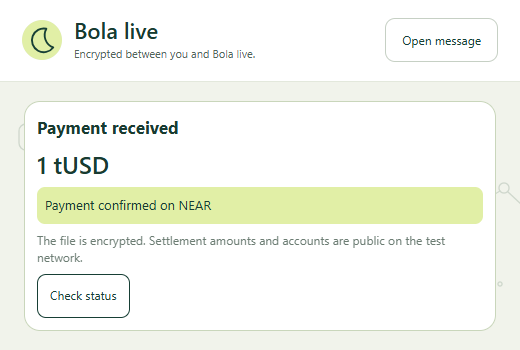 Bola live
Encrypted between you and Bola live.
Open message
Payment received
1 tUSD
Payment confirmed on NEAR
The file is encrypted. Settlement amounts and accounts are public on the test
network.
Check status